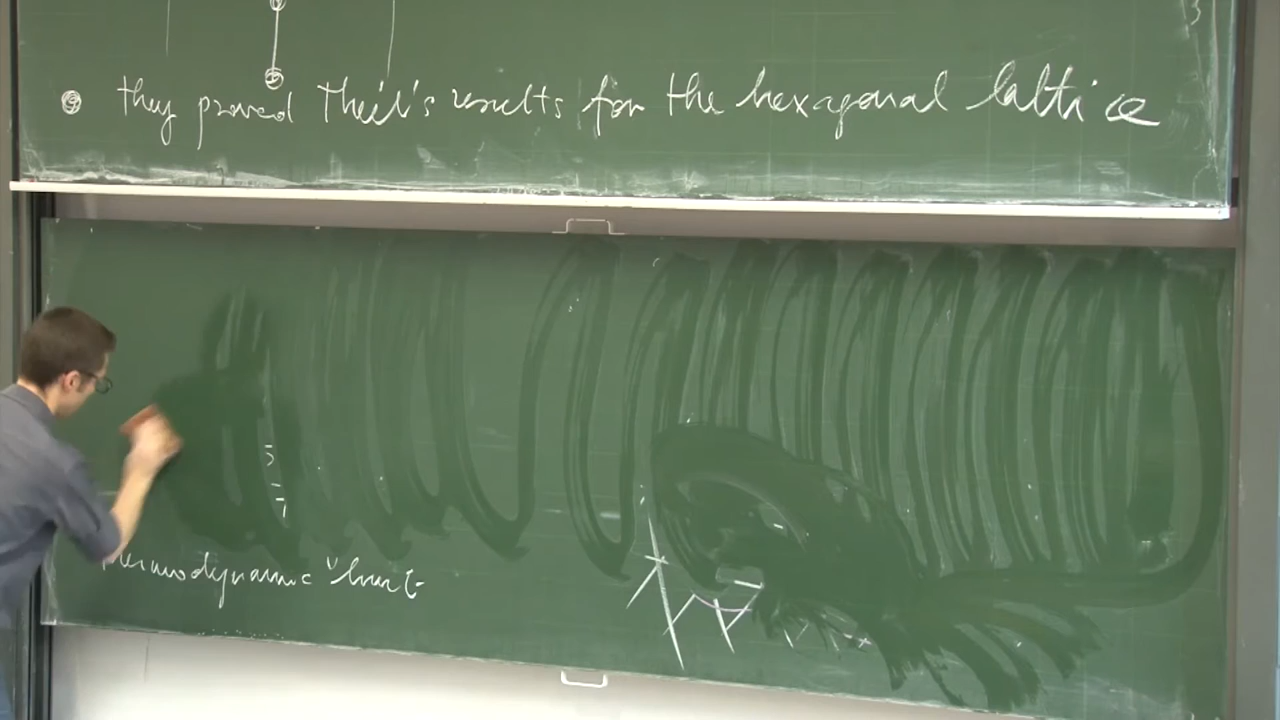 they proved Theil's results for the hexagonal lattice
thermodynamic limit